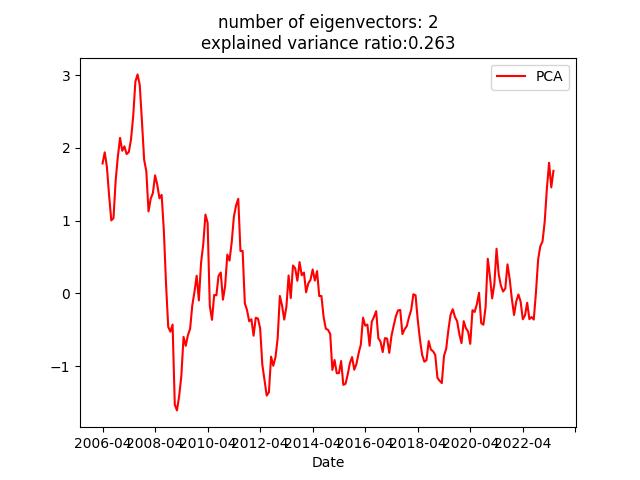 number of eigenvectors: 2
explained variance ratio:0.263
PCA
3
2
1
0
−1
2006-04 2008-04 2010-04 2012-04 2014-04 2016-04 2018-04 2020-04 2022-04
Date